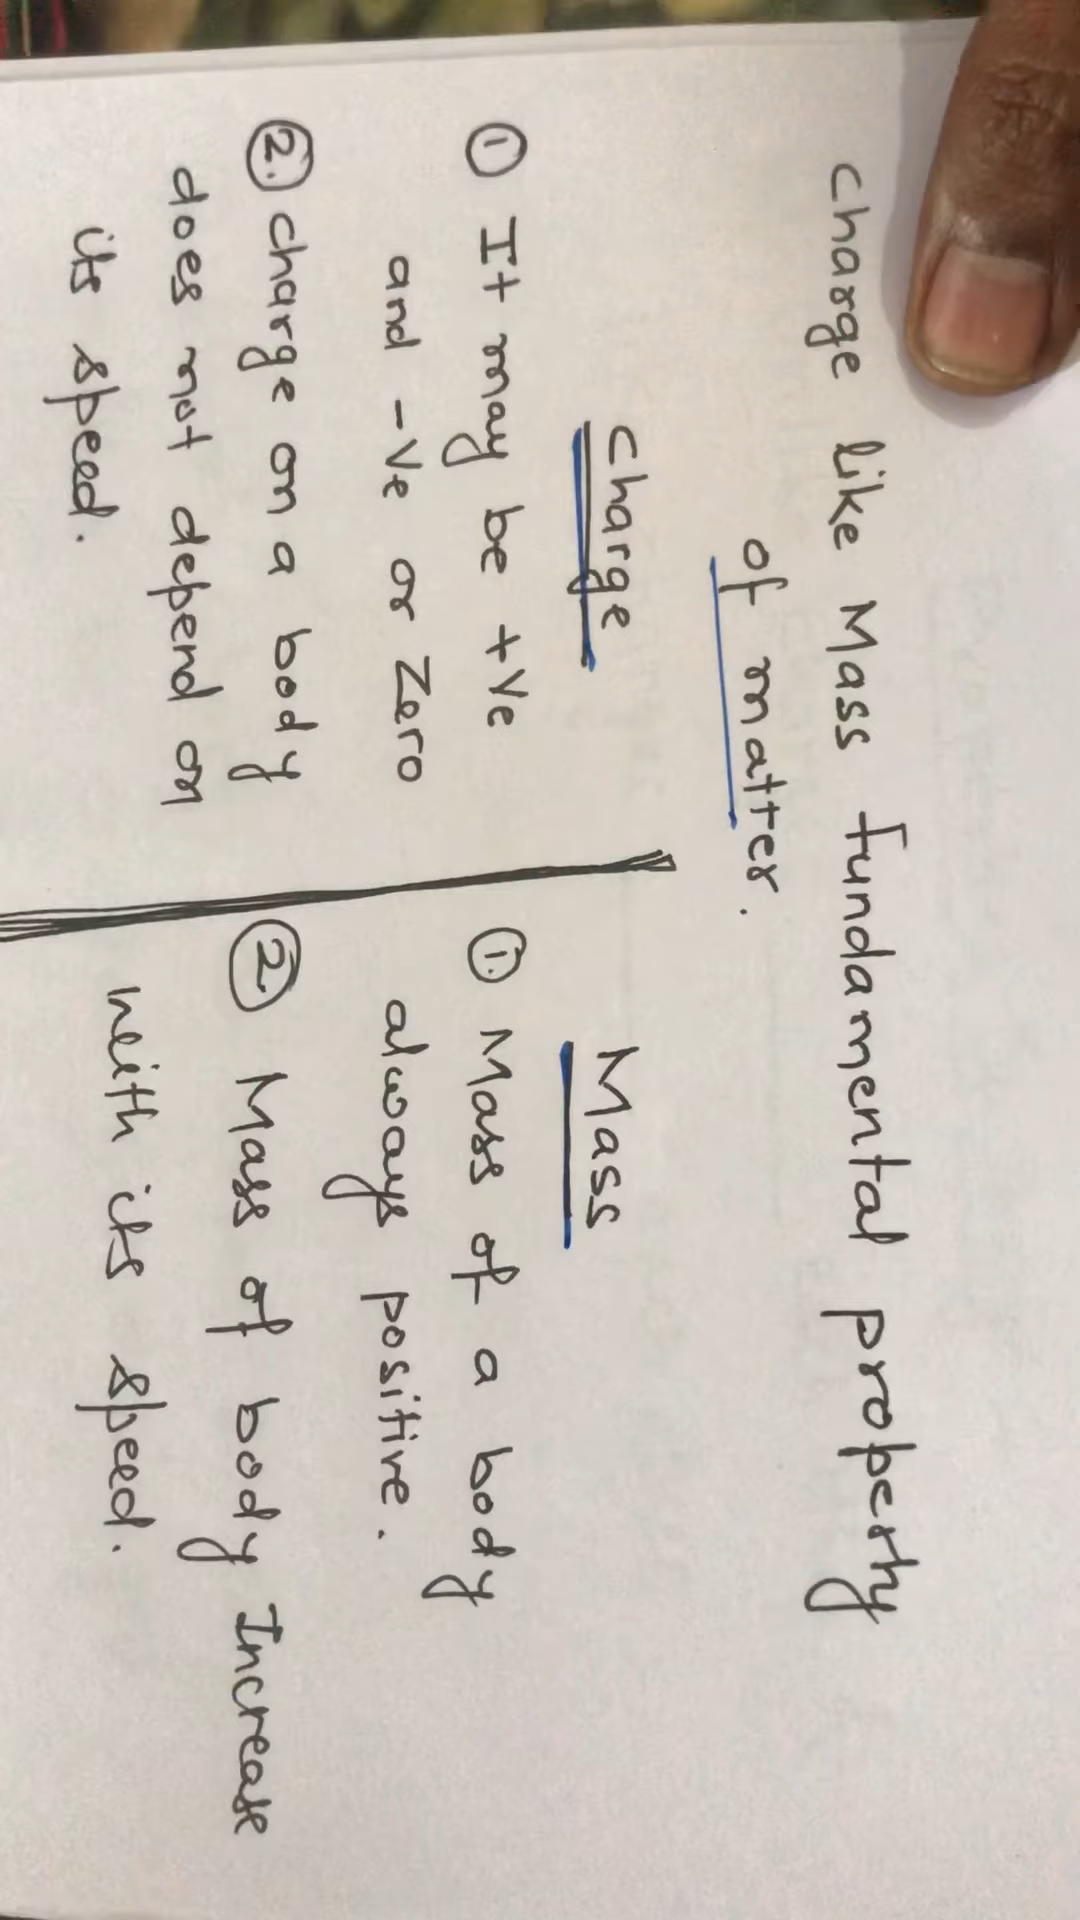 charge like Mass fundamental property
of matter.
charge
① It may be +ve
and -ve or Zero
②. charge on a body
does not depend on
its speed.
Mass
①. Mass of a body
always positive.
②. Mass of body Increase
with its speed.